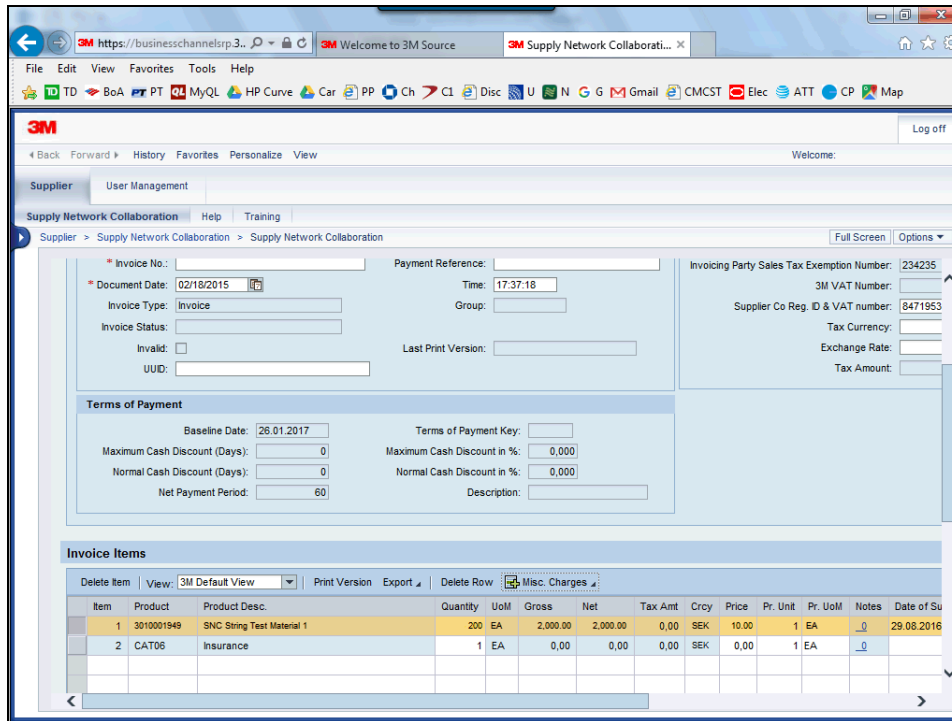 3M https://businesschannelsrp.3.. 3M Welcome to 3M Source 3M Supply Network Collaborati... ×
File Edit View Favorites Tools Help
TD TD BoA PT PT QL MyQL HP Curve Car PP Ch C1 Disc U N G G Gmail CMCST Elec ATT CP Map
3M Log off
Back Forward History Favorites Personalize View Welcome:
Supplier User Management
Supply Network Collaboration Help Training
Supplier > Supply Network Collaboration > Supply Network Collaboration Full Screen Options
* Invoice No.: Payment Reference: Invoicing Party Sales Tax Exemption Number: 234235
* Document Date: 02/18/2015 Time: 17:37:18 3M VAT Number:
Invoice Type: Invoice Group: Supplier Co Reg. ID & VAT number: 8471953
Invoice Status: Tax Currency:
Invalid: Last Print Version: Exchange Rate:
UUID: Tax Amount:
Terms of Payment
Baseline Date: 26.01.2017 Terms of Payment Key:
Maximum Cash Discount (Days): 0 Maximum Cash Discount in %: 0,000
Normal Cash Discount (Days): 0 Normal Cash Discount in %: 0,000
Net Payment Period: 60 Description:
Invoice Items
Delete Item View: 3M Default View Print Version Export Delete Row Misc. Charges
Item Product Product Desc. Quantity UoM Gross Net Tax Amt Crcy Price Pr. Unit Pr. UoM Notes Date of Su
1 3010001949 SNC String Test Material 1 200 EA 2,000.00 2,000.00 0,00 SEK 10.00 1 EA 0 29.08.2016
2 CAT06 Insurance 1 EA 0,00 0,00 0,00 SEK 0,00 1 EA 0